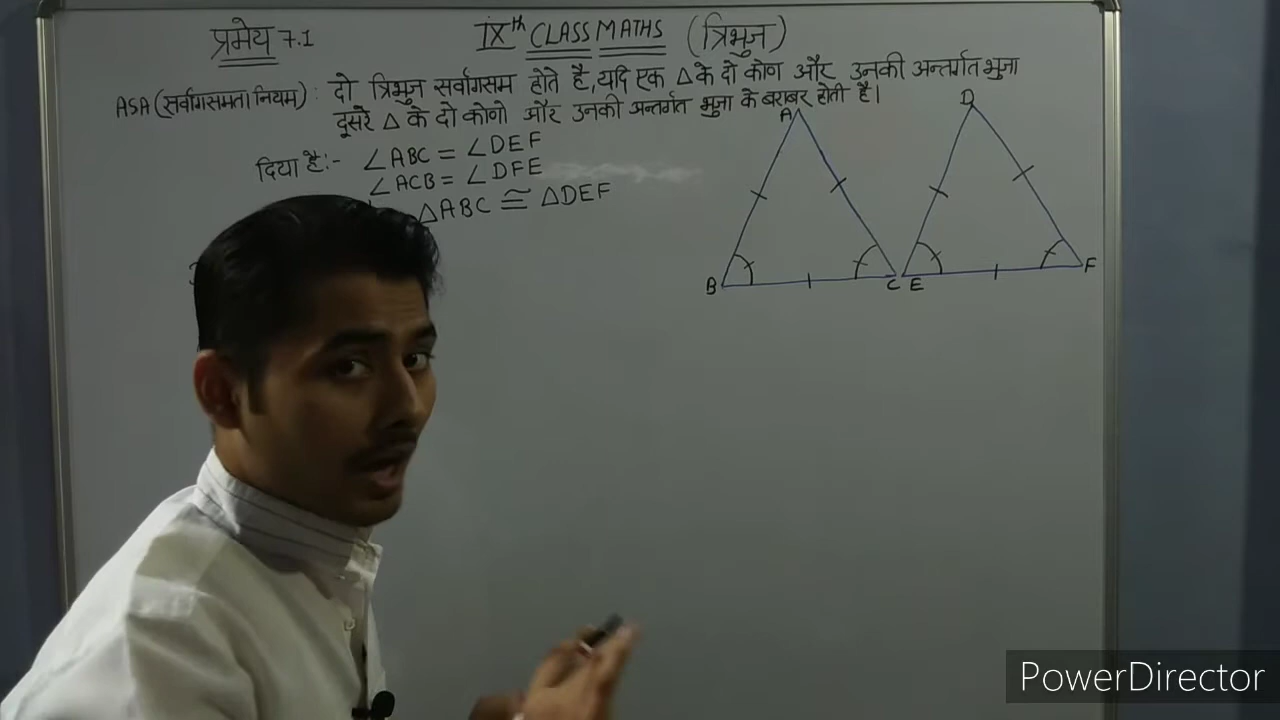 प्रमेय 7.1
IXth CLASS MATHS (त्रिभुज)
ASA (सर्वांगसमता नियम) : दो त्रिभुज सर्वांगसम होते है, यदि एक △ के दो कोण और उनकी अन्तर्गत भुजा
दूसरे △ के दो कोणो और उनकी अन्तर्गत भुजा के बराबर होती है।
दिया है:- ∠ABC = ∠DEF
∠ACB = ∠DFE
△ABC ≅ △DEF
A
D
B
C
E
F
PowerDirector